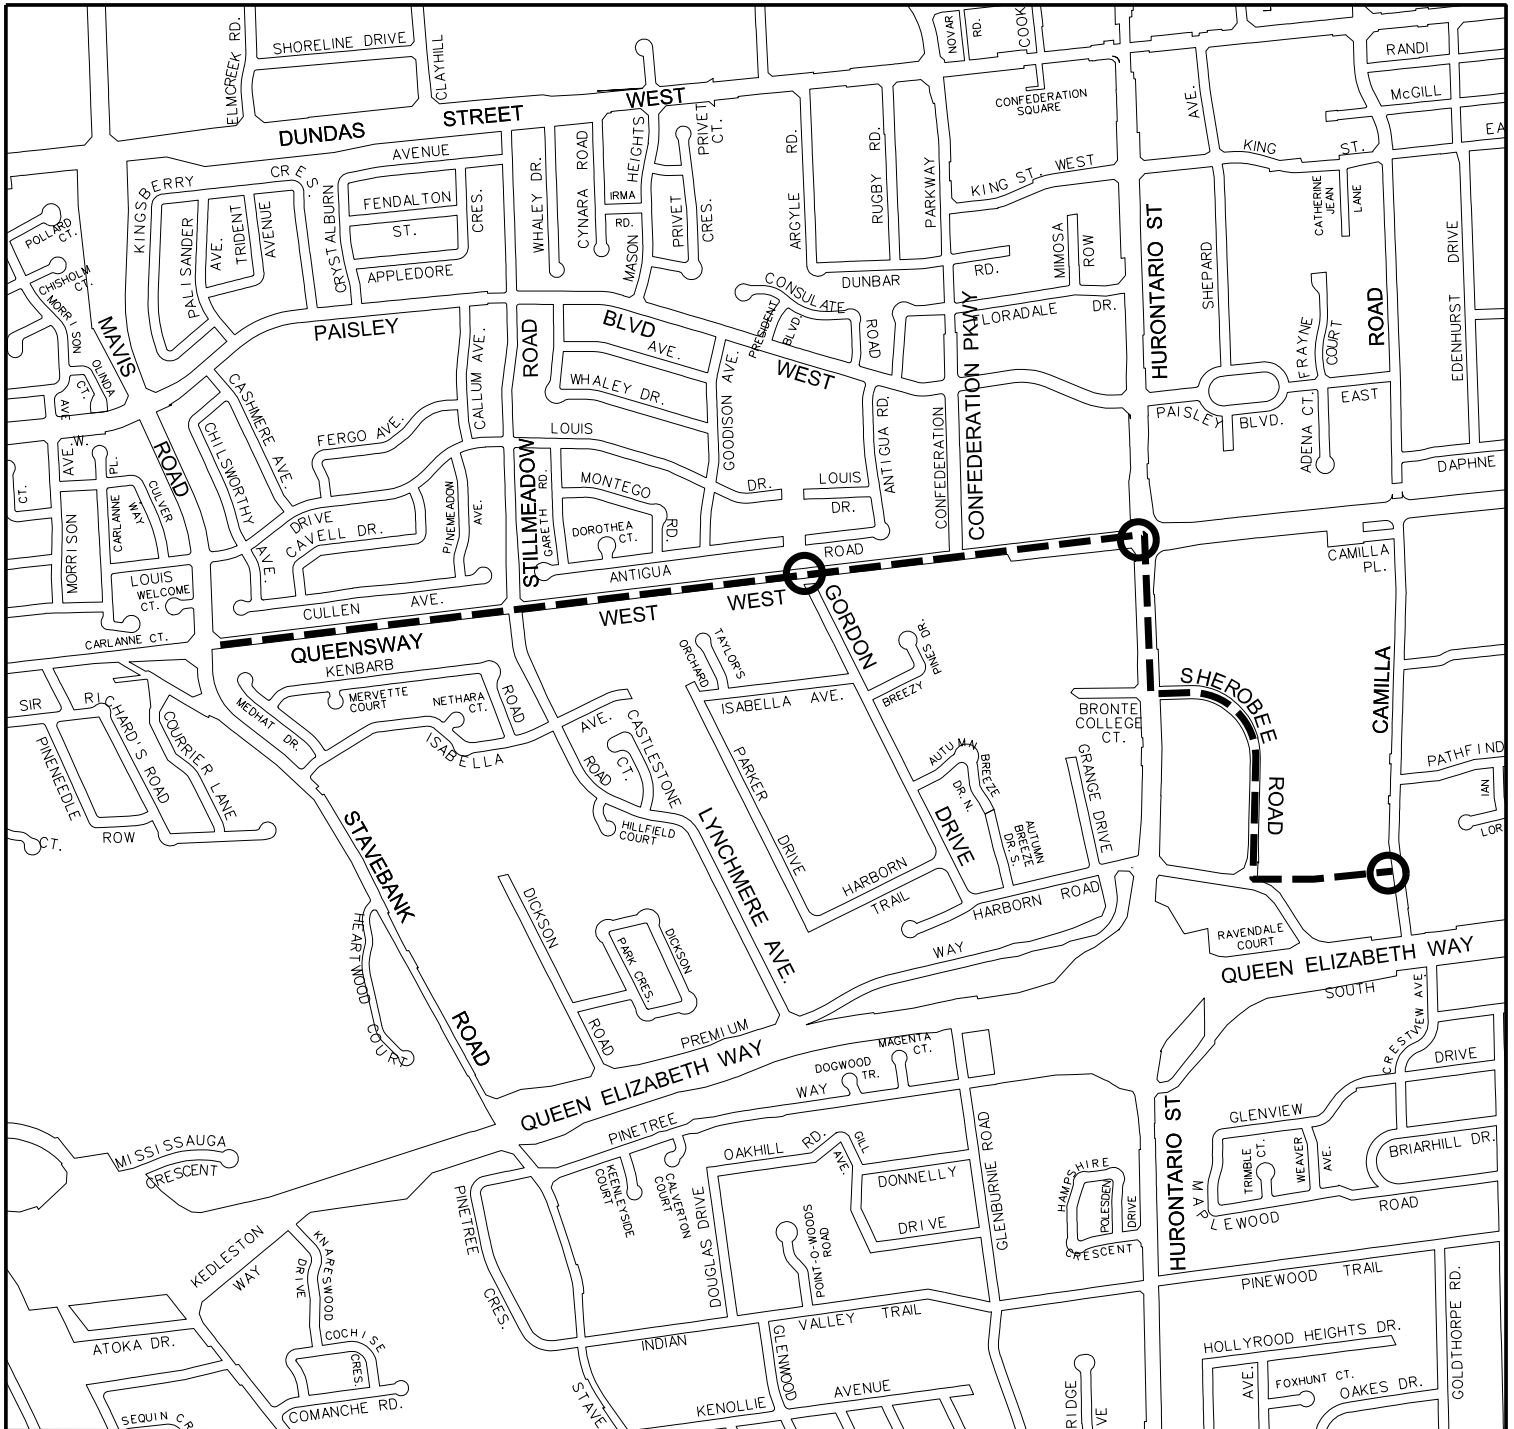 ELMCREEK RD.
SHORELINE DRIVE
CLAYHILL
NOVAR
RD.
COOK
RANDI
McGILL
CONFEDERATION
SQUARE
DUNDAS
STREET
WEST
AVENUE
CYNARA ROAD
MASON
HEIGHTS
PRIVET
CT.
ARGYLE
RD.
RUGBY RD.
PARKWAY
KING ST. WEST
AVE.
KING
ST.
EA
KINGSBERRY
CRES.
CRYSTALBURN
FENDALTON
ST.
CRES.
WHALEY DR.
IRMA
RD.
PRIVET
CRES.
CATHERINE
JEAN
LANE
POLLARD
CT.
CHISHOLM
CT.
MORRISON
PALISANDER
AVE.
TRIDENT
AVENUE
APPLEDORE
DUNBAR
RD.
MIMOSA
ROW
HURONTARIO ST
SHEPARD
ROAD
EDENHURST DRIVE
MAVIS
PAISLEY
BLVD
WEST
CONSULATE
ROAD
PRESIDENT
BLVD.
FLORADALE DR.
FRAYNE
COURT
OLINDA
CT.
AVE
W.
CALLUM AVE.
ROAD
AVE.
WHALEY DR.
GOODISON AVE.
CONFEDERATION PKWY
CONFEDERATION
PAISLEY
BLVD.
EAST
ADENA CT.
CASHMERE AVE.
FERGO AVE.
LOUIS
ANTIGUA RD.
DAPHNE
ROAD
CHILSWORTHY
AVE.
AVE.
PL.
CULVER
CARLANNE
WAY
CT.
MORRISON
DRIVE
CAVELL DR.
PINEMEADOW
AVE.
STILLMEADOW
GARETH RD.
MONTEGO
RD.
DR.
LOUIS
DR.
DOROTHEA
CT.
ANTIGUA
ROAD
CAMILLA
PL.
LOUIS
WELCOME
CT.
CARLANNE CT.
CULLEN
AVE.
QUEENSWAY
WEST
WEST
GORDON
KENBARB
ROAD
SIR
RICHARD'S ROAD
MERVETTE
COURT
NETHARA
CT.
MEDHAT DR.
ISABELLA
AVE.
ORCHARD
TAYLOR'S
ISABELLA AVE.
BREEZY
PINES DR.
BRONTE
COLLEGE
CT.
SHEROBEE
ROAD
CAMILLA
PATHFIND
IAN
LOR
PINENEEDLE
ROW
COURRIER LANE
CT.
STAVEBANK
ROAD
ROAD
CT.
CASTLESTONE
HILLFIELD
COURT
LYNCHMERE AVE.
PARKER
DRIVE
AUTUMN
BREEZE
DR. N.
DRIVE
AUTUMN
BREEZE
DR. S.
GRANGE DRIVE
HARBORN
TRAIL
HARBORN ROAD
WAY
RAVENDALE
COURT
QUEEN ELIZABETH WAY
SOUTH
HEARTWOOD COURT
DICKSON
ROAD
PARK CRES.
DICKSON
PREMIUM
QUEEN ELIZABETH WAY
MAGENTA
CT.
DOGWOOD
TR.
WAY
PINETREE
CRESTVIEW AVE.
DRIVE
GLENVIEW
MISSISSAUGA
CRESCENT
PINETREE
CRES.
KEENLEYSIDE
COURT
CALVERTON
COURT
OAKHILL
RD.
GILL
AVE.
DONNELLY
DRIVE
GLENBURNIE ROAD
DOUGLAS DRIVE
POINT-O-WOODS
ROAD
HAMPSHIRE
CRESCENT
POLESDEN
DRIVE
HURONTARIO ST
TRIMBLE
CT.
WEAVER
AVE.
BRIARHILL DR.
MAPLEWOOD
ROAD
KEDLESTON
WAY
KNARESWOOD
DRIVE
COCHISE
CRES.
COMANCHE RD.
ATOKA DR.
SEQUIN CR
PINEWOOD TRAIL
INDIAN
VALLEY TRAIL
GLENWOOD
KENOLLIE
AVENUE
STAVE
RIDGE
VE
HOLLYROOD HEIGHTS DR.
AVE.
FOXHUNT CT.
OAKES DR.
GOLDTHORPE RD.